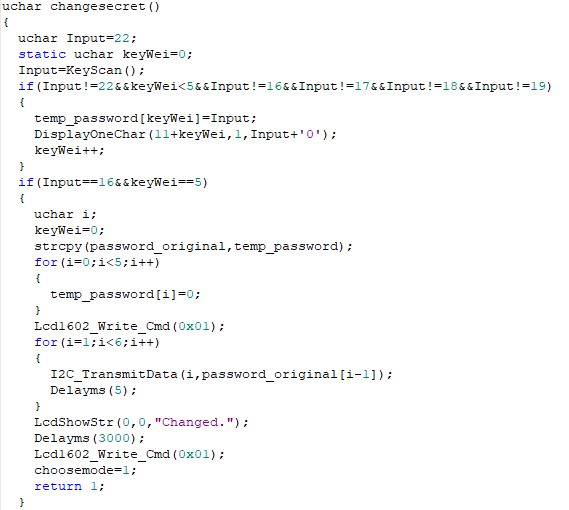 uchar changesecret()
{
  uchar Input=22;
  static uchar keyWei=0;
  Input=KeyScan();
  if(Input!=22&&keyWei<5&&Input!=16&&Input!=17&&Input!=18&&Input!=19)
  {
    temp_password[keyWei]=Input;
    DisplayOneChar(11+keyWei,1,Input+'0');
    keyWei++;
  }
  if(Input==16&&keyWei==5)
  {
    uchar i;
    keyWei=0;
    strcpy(password_original,temp_password);
    for(i=0;i<5;i++)
    {
      temp_password[i]=0;
    }
    Lcd1602_Write_Cmd(0x01);
    for(i=1;i<6;i++)
    {
      I2C_TransmitData(i,password_original[i-1]);
      Delayms(5);
    }
    LcdShowStr(0,0,"Changed.");
    Delayms(3000);
    Lcd1602_Write_Cmd(0x01);
    choosemode=1;
    return 1;
  }